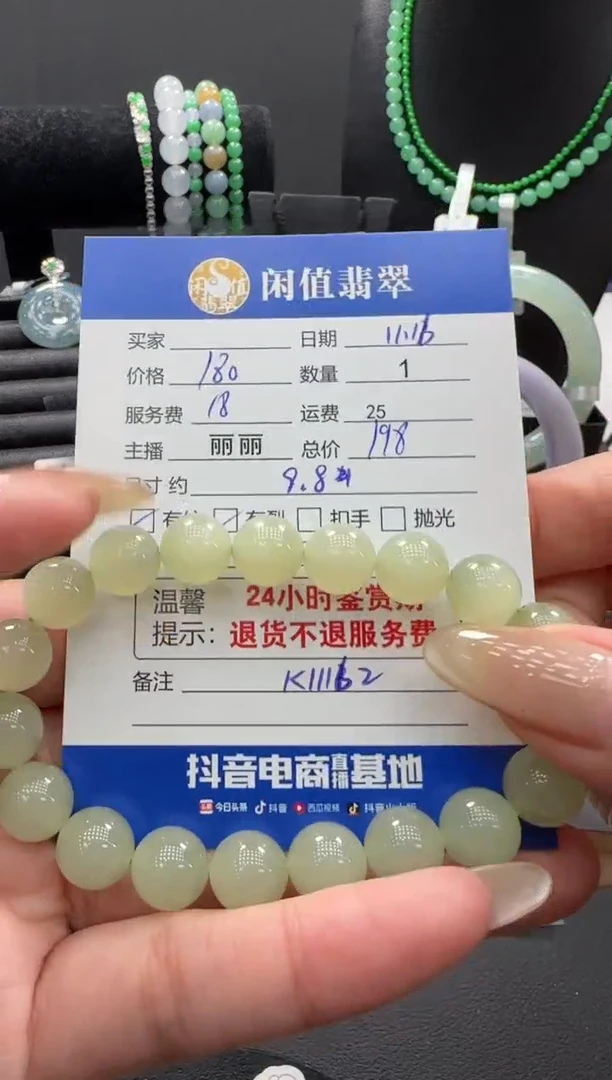 闲值翡翠
闲值翡翠
买家 日期 11.16
价格 180 数量 1
服务费 18 运费 25
主播 丽丽 总价 198
寸约 9.8
扣手 抛光
温馨 24小时鉴赏期
提示: 退货不退服务费
备注 K11162
抖音电商直播基地
今日头条 抖音 西瓜视频